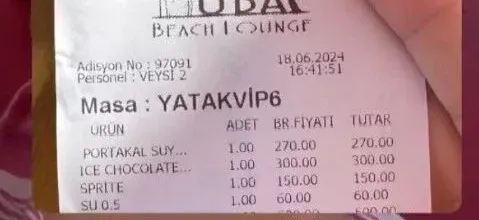 BEACH LOUNGE
Adisyon No : 97091 18.06.2024
Personel : VEYSİ 2 16:41:51
Masa : YATAKVİP6
ÜRÜN ADET BR.FİYATI TUTAR
PORTAKAL SUY... 1.00 270.00 270.00
ICE CHOCOLATE... 1.00 300.00 300.00
SPRİTE 1.00 150.00 150.00
SU 0.5 1.00 60.00 60.00